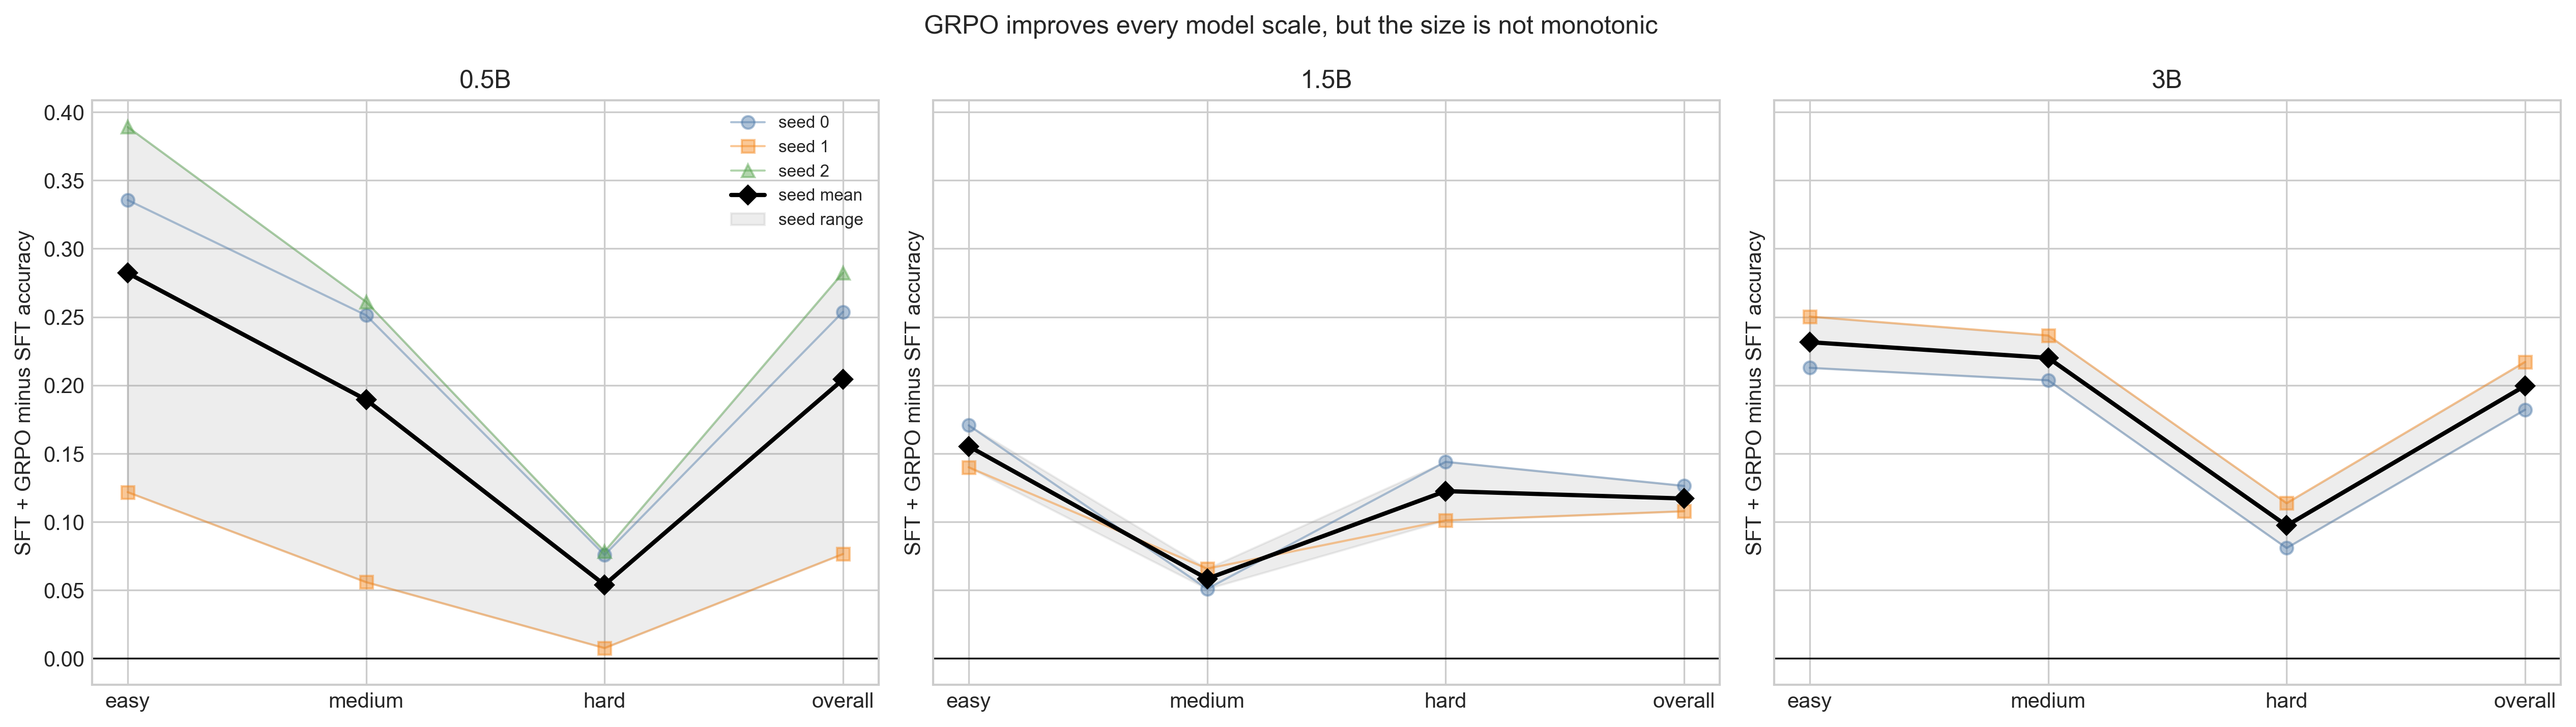 GRPO improves every model scale, but the size is not monotonic
0.5B
SFT + GRPO minus SFT accuracy
0.40
0.35
0.30
0.25
0.20
0.15
0.10
0.05
0.00
easy medium hard overall
seed 0
seed 1
seed 2
seed mean
seed range
1.5B
SFT + GRPO minus SFT accuracy
easy medium hard overall
3B
SFT + GRPO minus SFT accuracy
easy medium hard overall